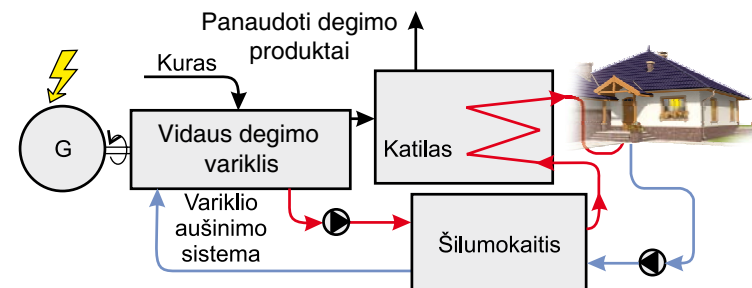 Panaudoti degimo
produktai
Kuras
G
Vidaus degimo
variklis
Katilas
Variklio
aušinimo
sistema
Šilumokaitis